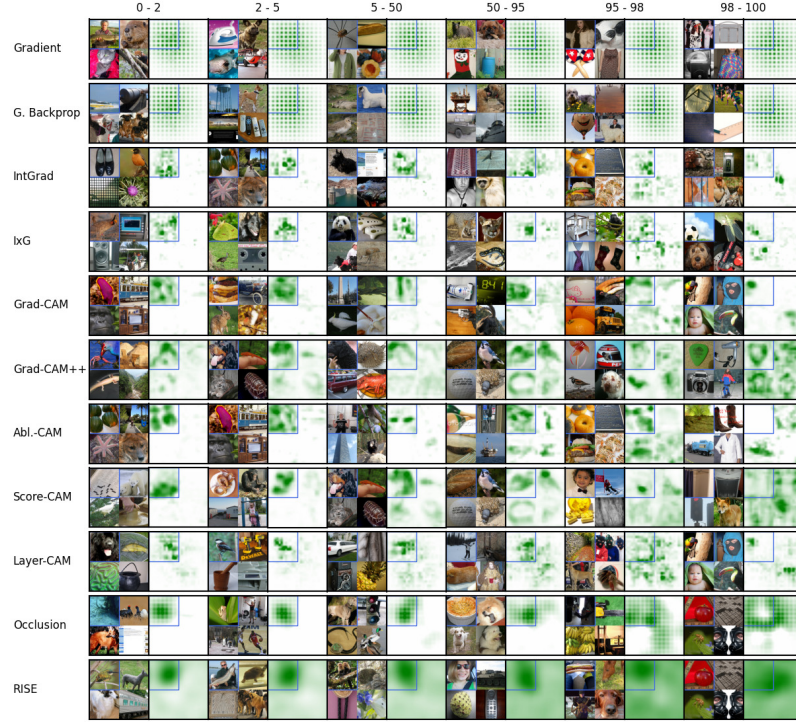 0 - 2 2 - 5 5 - 50 50 - 95 95 - 98 98 - 100
Gradient
G. Backprop
IntGrad
IxG
Grad-CAM
841
Grad-CAM++
Abl.-CAM
Score-CAM
Layer-CAM
Occlusion
RISE